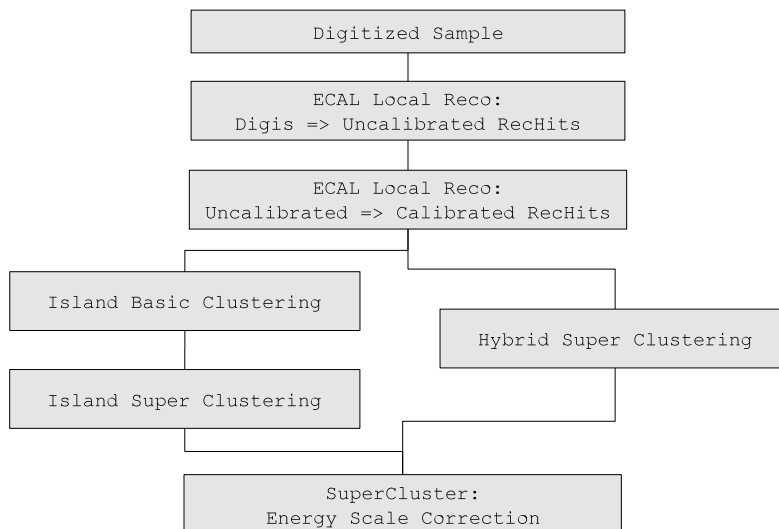 Digitized Sample
ECAL Local Reco:
Digis => Uncalibrated RecHits
ECAL Local Reco:
Uncalibrated => Calibrated RecHits
Island Basic Clustering
Hybrid Super Clustering
Island Super Clustering
SuperCluster:
Energy Scale Correction